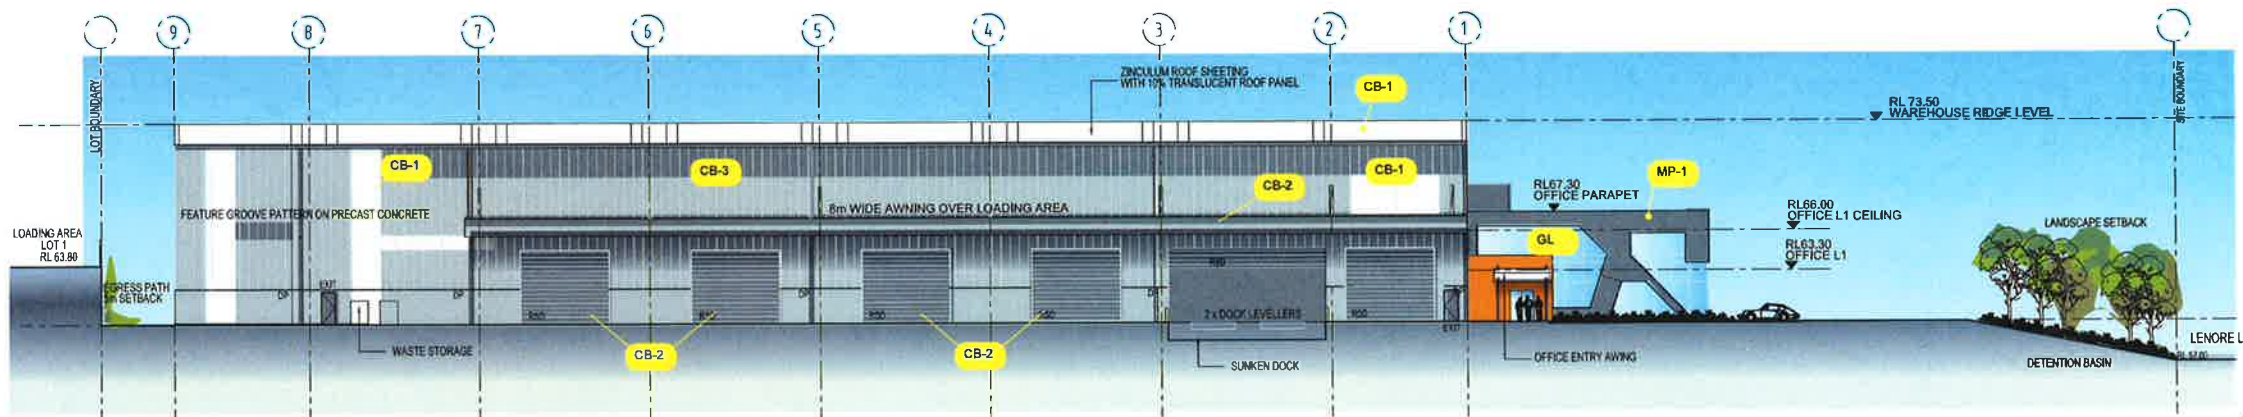 9 8 7 6 5 4 3 2 1
LOT BOUNDARY
ZINCULUM ROOF SHEETING
WITH 10% TRANSLUCENT ROOF PANEL
CB-1
RL 73.50
WAREHOUSE RIDGE LEVEL
SITE BOUNDARY
CB-1
CB-3
CB-2
CB-1
MP-1
RL67.30
OFFICE PARAPET
FEATURE GROOVE PATTERN ON PRECAST CONCRETE
8m WIDE AWNING OVER LOADING AREA
RL66.00
OFFICE L1 CEILING
LANDSCAPE SETBACK
LOADING AREA
LOT 1
RL 63.80
GL
RL63.30
OFFICE L1
EGRESS PATH
SETBACK
DP
EXIT
DP
DP
DP
2 x DOCK LEVELLERS
EXIT
WASTE STORAGE
CB-2
CB-2
SUNKEN DOCK
OFFICE ENTRY AWING
DETENTION BASIN
LENORE L
RL 57.00